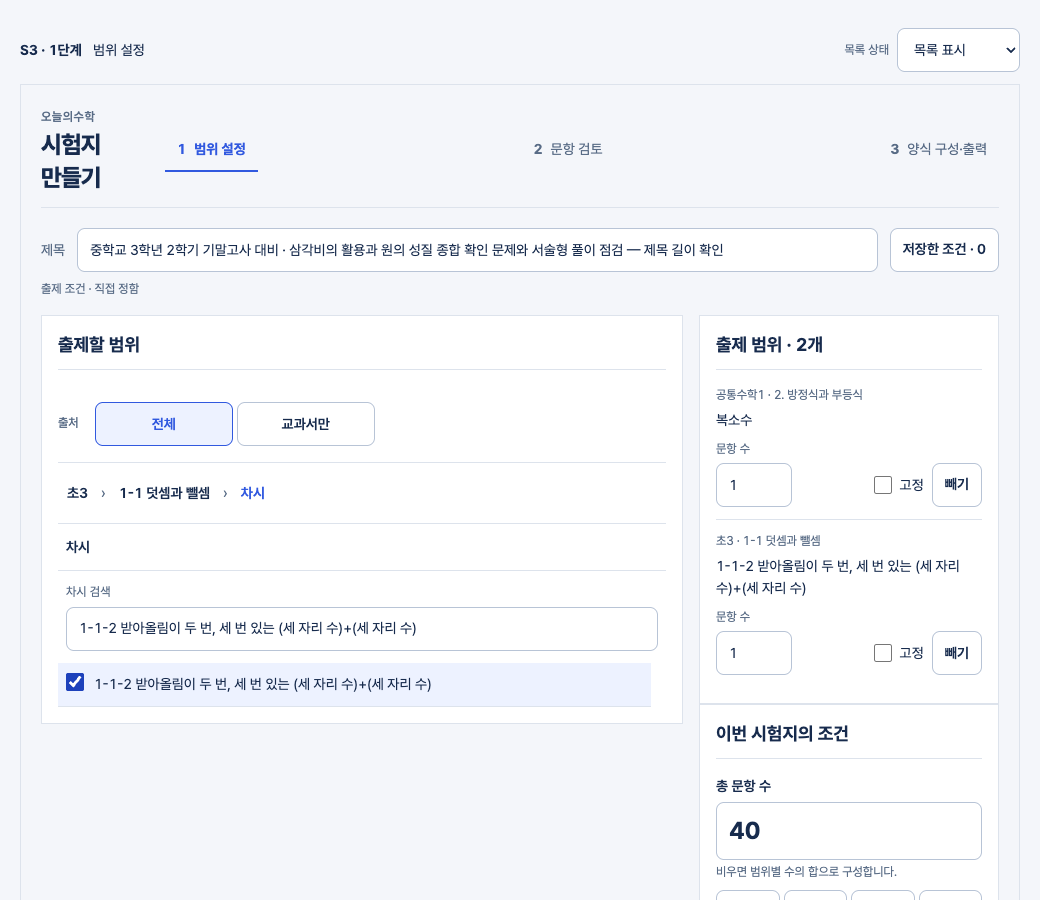 S3 · 1단계 범위 설정
목록 상태 목록 표시
오늘의수학
시험지
만들기
1 범위 설정
2 문항 검토
3 양식 구성·출력
제목 중학교 3학년 2학기 기말고사 대비 · 삼각비의 활용과 원의 성질 종합 확인 문제와 서술형 풀이 점검 — 제목 길이 확인
저장한 조건 · 0
출제 조건 · 직접 정함
출제할 범위
출처 전체 교과서만
초3 › 1-1 덧셈과 뺄셈 › 차시
차시
차시 검색
1-1-2 받아올림이 두 번, 세 번 있는 (세 자리 수)+(세 자리 수)
1-1-2 받아올림이 두 번, 세 번 있는 (세 자리 수)+(세 자리 수)
출제 범위 · 2개
공통수학1 · 2. 방정식과 부등식
복소수
문항 수
1 고정 빼기
초3 · 1-1 덧셈과 뺄셈
1-1-2 받아올림이 두 번, 세 번 있는 (세 자리
수)+(세 자리 수)
문항 수
1 고정 빼기
이번 시험지의 조건
총 문항 수
40
비우면 범위별 수의 합으로 구성합니다.